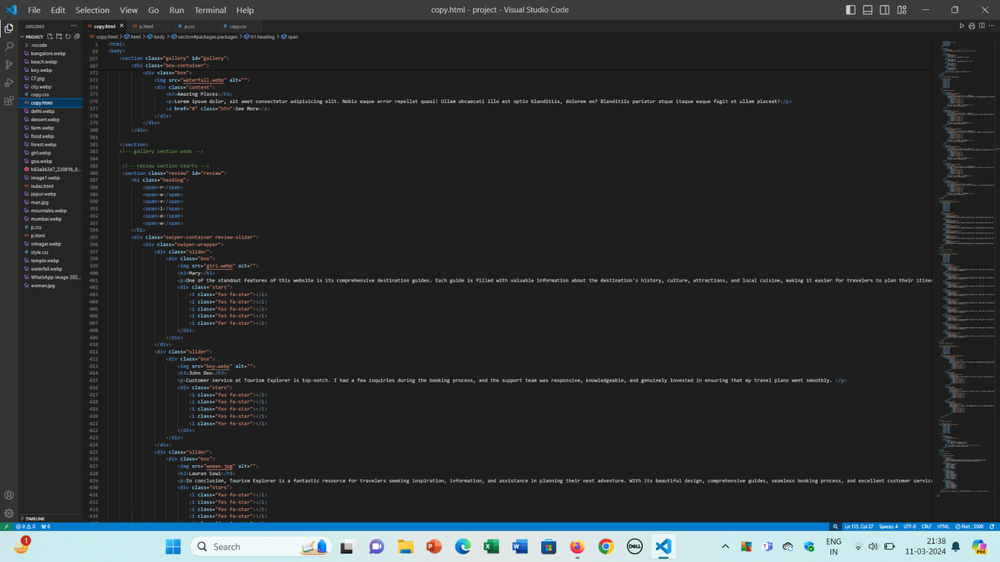 File Edit Selection View Go Run Terminal Help
copy.html - project - Visual Studio Code
EXPLORER
PROJECT
.vscode
bangalore.webp
beach.webp
boy.webp
CF.jpg
city.webp
copy.css
copy.html
delhi.webp
dessert.webp
farm.webp
food.webp
forest.webp
girl.webp
goa.webp
h83a043d7_230816_0...
image1.webp
index.html
jaipur.webp
man.jpg
mountains.webp
mumbai.webp
p.css
p.html
srinagar.webp
style.css
temple.webp
waterfall.webp
WhatsApp Image 202...
woman.jpg
TIMELINE
copy.html p.html p.css copy.css
copy.html > html > body > section#packages.packages > h1.heading > span
2 <html>
16 <body>
297 <section class="gallery" id="gallery">
307 <div class="box-container">
372 <div class="box">
373 <img src="waterfall.webp" alt="">
374 <div class="content">
375 <h3>Amazing Places</h3>
376 <p>Lorem ipsum dolor, sit amet consectetur adipisicing elit. Nobis eaque error repellat quasi! Ullam obcaecati illo est optio blanditiis, dolorem ex? Blanditiis pariatur atque itaque eaque fugit et ullam placeat!</p>
377 <a href="#" class="btn">See More</a>
378 </div>
379 </div>
380 </div>
381
382 </section>
383 <!-- gallery section ends -->
384
385 <!-- review section starts -->
386 <section class="review" id="review">
387 <h1 class="heading">
388 <span>r</span>
389 <span>e</span>
390 <span>v</span>
391 <span>i</span>
392 <span>e</span>
393 <span>w</span>
394 </h1>
395 <div class="swiper-container review-slider">
396 <div class="swiper-wrapper">
397 <div class="slider">
398 <div class="box">
399 <img src="girl.webp" alt="">
400 <h3>Mary</h3>
401 <p>One of the standout features of this website is its comprehensive destination guides. Each guide is filled with valuable information about the destination's history, culture, attractions, and local cuisine, making it easier for travelers to plan their itiner
402 <div class="stars">
403 <i class="fas fa-star"></i>
404 <i class="fas fa-star"></i>
405 <i class="fas fa-star"></i>
406 <i class="fas fa-star"></i>
407 <i class="far fa-star"></i>
408 </div>
409 </div>
410 </div>
411 <div class="slider">
412 <div class="box">
413 <img src="boy.webp" alt="">
414 <h3>John Deo</h3>
415 <p>Customer service at Tourism Explorer is top-notch. I had a few inquiries during the booking process, and the support team was responsive, knowledgeable, and genuinely invested in ensuring that my travel plans went smoothly. </p>
416 <div class="stars">
417 <i class="fas fa-star"></i>
418 <i class="fas fa-star"></i>
419 <i class="fas fa-star"></i>
420 <i class="fas fa-star"></i>
421 <i class="far fa-star"></i>
422 </div>
423 </div>
424 </div>
425 <div class="slider">
426 <div class="box">
427 <img src="woman.jpg" alt="">
428 <h3>Lauran Sawi</h3>
429 <p>In conclusion, Tourism Explorer is a fantastic resource for travelers seeking inspiration, information, and assistance in planning their next adventure. With its beautiful design, comprehensive guides, seamless booking process, and excellent customer service
430 <div class="stars">
431 <i class="fas fa-star"></i>
432 <i class="fas fa-star"></i>
433 <i class="fas fa-star"></i>
434 <i class="fas fa-star"></i>
0 0 0
Ln 135, Col 27 Spaces: 4 UTF-8 CRLF HTML Port : 5500
1
Search
DELL
ENG
IN
21:38
11-03-2024
PRE